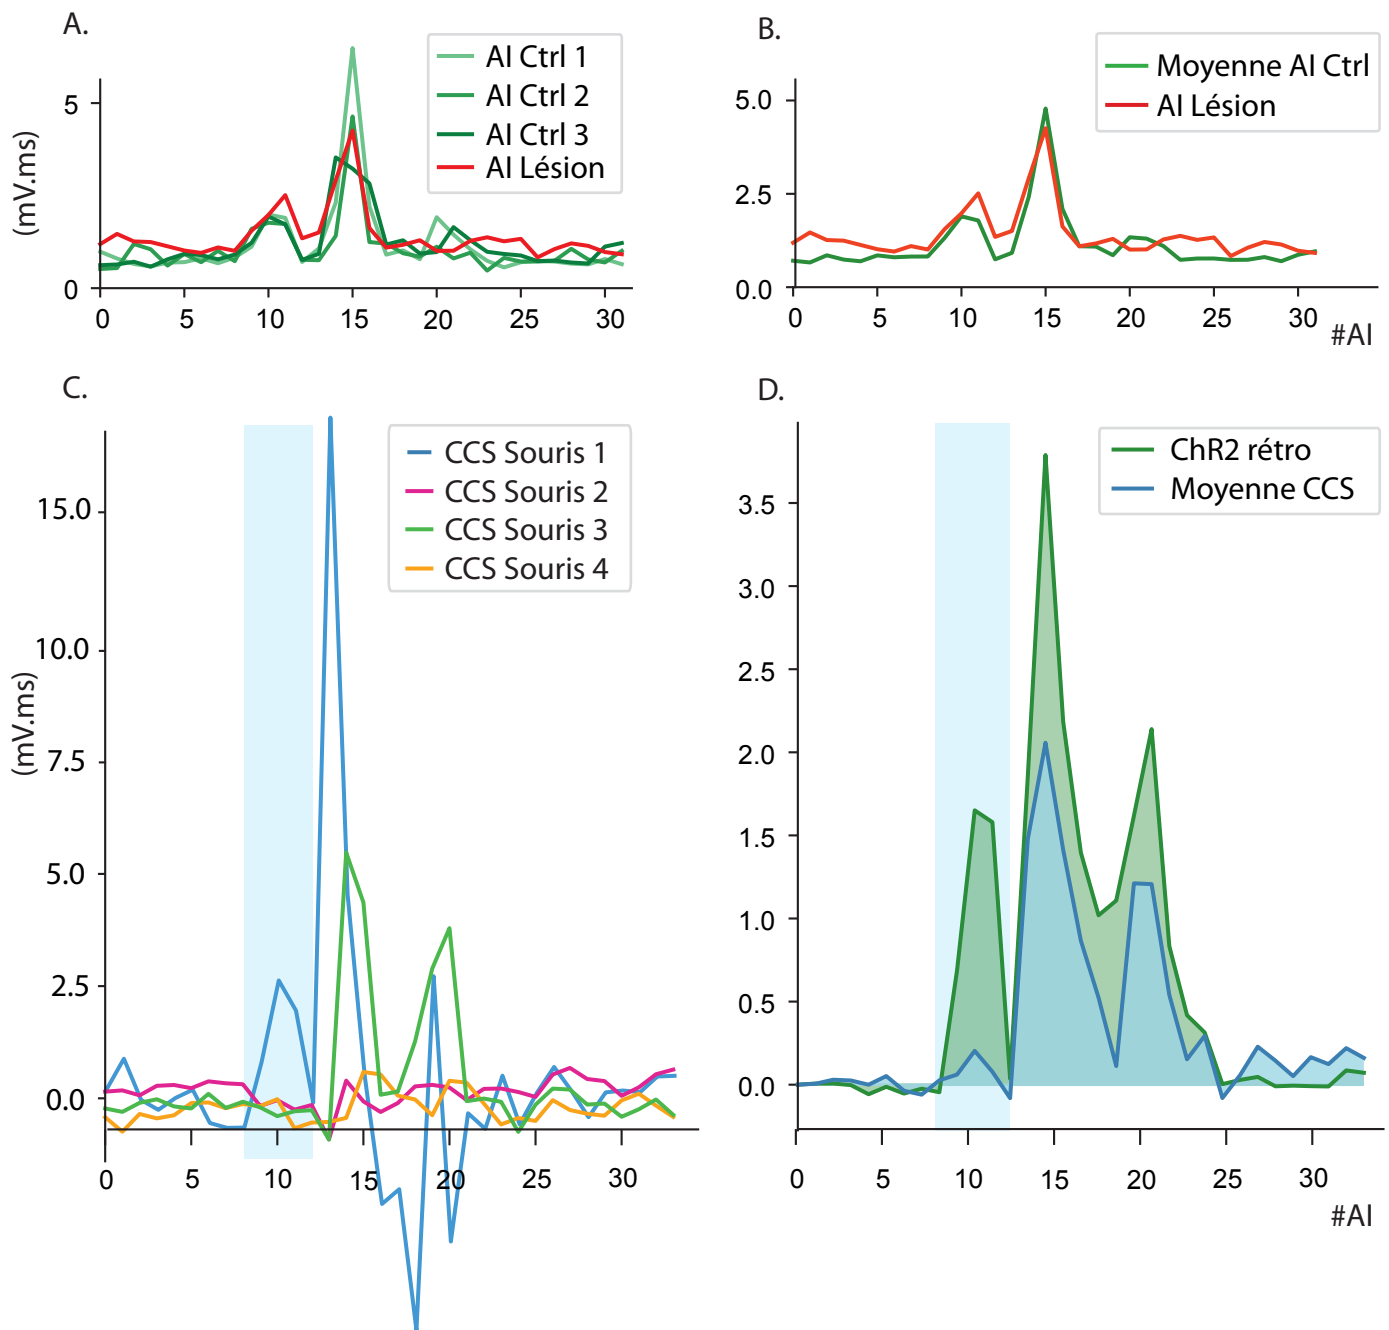 A.
AI Ctrl 1
AI Ctrl 2
AI Ctrl 3
AI Lésion
(mV.ms)
5
0
0 5 10 15 20 25 30
B.
Moyenne AI Ctrl
AI Lésion
5.0
2.5
0.0
0 5 10 15 20 25 30
#AI
C.
CCS Souris 1
CCS Souris 2
CCS Souris 3
CCS Souris 4
(mV.ms)
15.0
10.0
7.5
5.0
2.5
0.0
0 5 10 15 20 25 30
D.
ChR2 rétro
Moyenne CCS
3.5
3.0
2.5
2.0
1.5
1.0
0.5
0.0
0 5 10 15 20 25 30
#AI